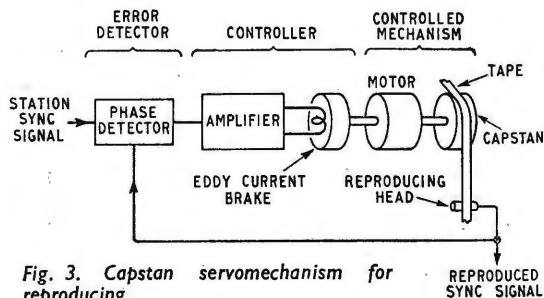 ERROR
DETECTOR
CONTROLLER
CONTROLLED
MECHANISM
MOTOR
TAPE
STATION
SYNC
SIGNAL
PHASE
DETECTOR
AMPLIFIER
CAPSTAN
EDDY CURRENT
BRAKE
REPRODUCING
HEAD
Fig. 3. Capstan servomechanism for
reproducing
REPRODUCED
SYNC SIGNAL